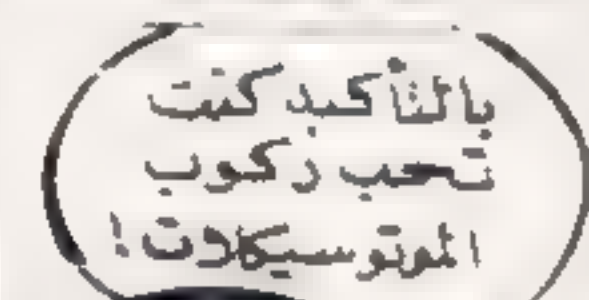 بالتأكيد كنت
تحب ركوب
الموتوسيكلات!